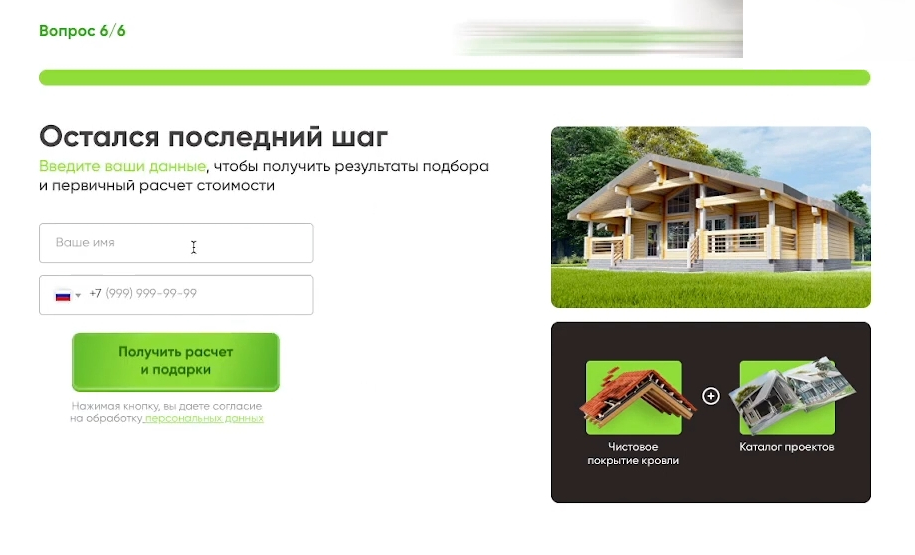 Вопрос 6/6
Остался последний шаг
Введите ваши данные, чтобы получить результаты подбора
и первичный расчет стоимости
Ваше имя
+7 (999) 999-99-99
Получить расчет
и подарки
Нажимая кнопку, вы даете согласие
на обработку персональных данных
Чистовое
покрытие кровли
Каталог проектов